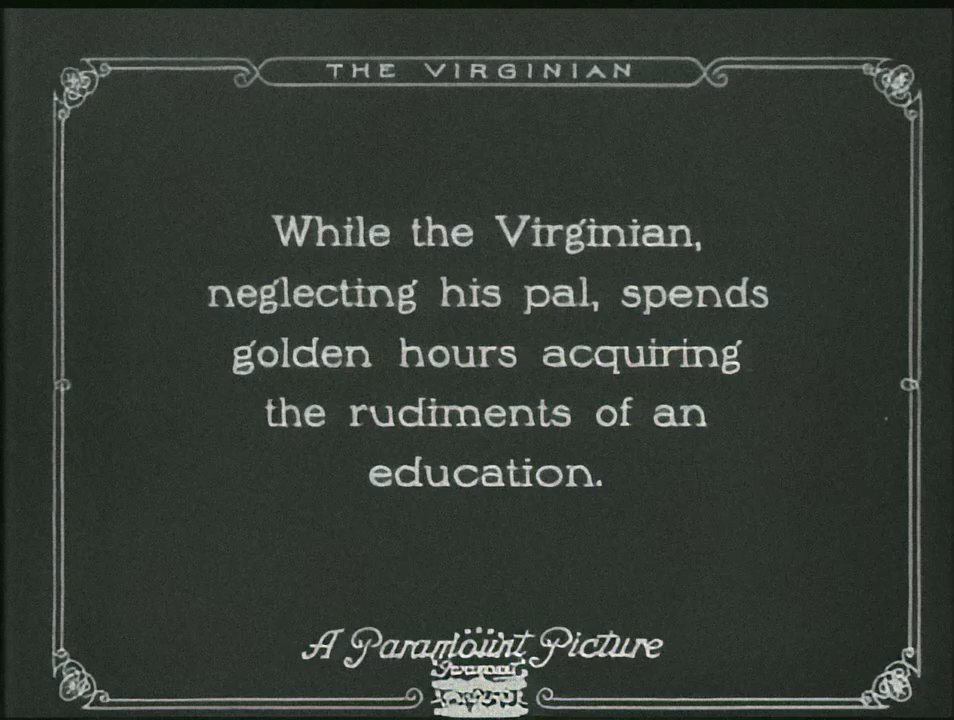 THE VIRGINIAN
While the Virginian,
neglecting his pal, spends
golden hours acquiring
the rudiments of an
education.
A Paramount Picture